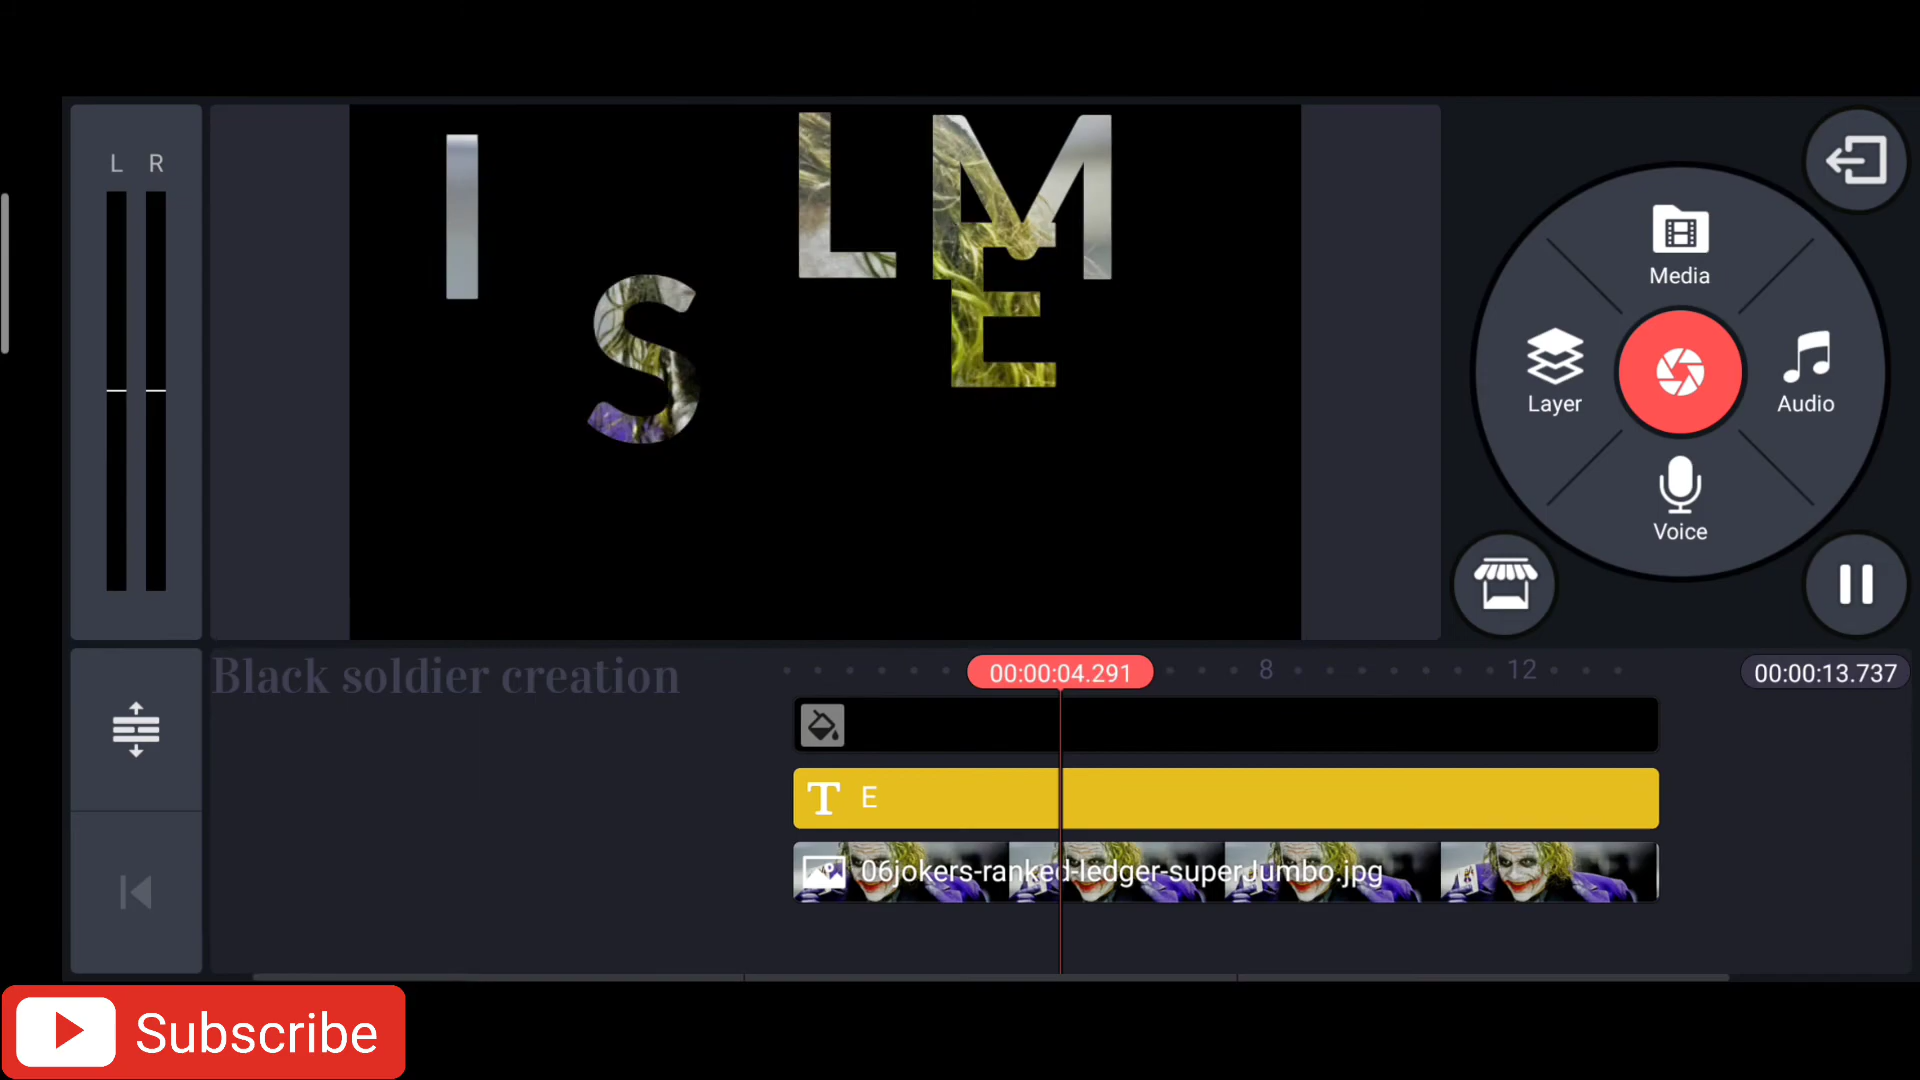 L R
I
L
M
S
E
Media
Layer
Audio
Voice
Black soldier creation
00:00:04.291
8
12
00:00:13.737
T E
06jokers-ranked-ledger-superJumbo.jpg
Subscribe